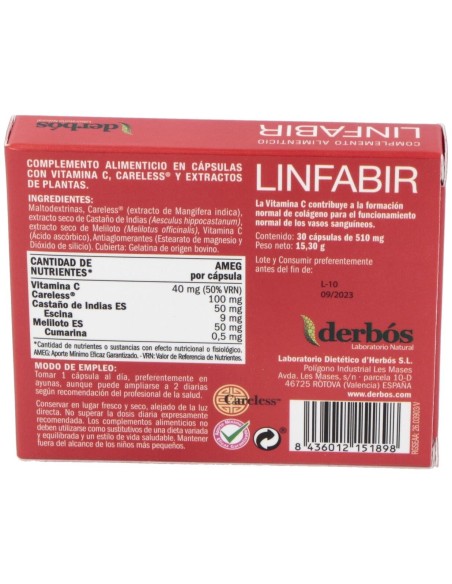 derbós
LINFABIR
COMPLEMENTO ALIMENTICIO
COMPLEMENTO ALIMENTICIO EN CÁPSULAS
CON VITAMINA C, CARELESS® Y EXTRACTOS
DE PLANTAS.
INGREDIENTES:
Maltodextrinas, Careless® (extracto de Mangifera indica),
extracto seco de Castaño de Indias (Aesculus hippocastanum),
extracto seco de Meliloto (Melilotus officinalis), Vitamina C
(Ácido ascórbico), Antiaglomerantes (Estearato de magnesio y
Dióxido de silicio). Cubierta: Gelatina de origen bovino.
CANTIDAD DE NUTRIENTES* AMEG por cápsula
Vitamina C 40 mg (50% VRN)
Careless® 100 mg
Castaño de Indias ES 50 mg
Escina 9 mg
Meliloto ES 50 mg
Cumarina 0,5 mg
*Cantidad de nutrientes o sustancias con efecto nutricional o fisiológico.
AMEG: Aporte Mínimo Eficaz Garantizado. - VRN: Valor de Referencia de Nutrientes.
MODO DE EMPLEO:
Tomar 1 cápsula al día, preferentemente en
ayunas, aunque puede ampliarse a 2 diarias
según recomendación del profesional de la salud.
Conservar en lugar fresco y seco, alejado de la luz
directa. No superar la dosis diaria recomendada.
Los complementos alimenticios no deben
utilizarse como sustitutivos de una dieta variada
y equilibrada y un estilo de vida saludable. Mantener
fuera del alcance de los niños más pequeños.
Careless®
LINFABIR
La Vitamina C contribuye a la formación
normal de colágeno para el funcionamiento
normal de los vasos sanguíneos.
Contenido: 30 cápsulas de 510 mg
Peso neto: 15,30 g
Lote y Consumir preferentemente
antes del fin de:
L-10
09/2023
derbós
Laboratorio Natural
Laboratorio Dietético d'Herbós S.L.
Polígono Industrial Les Mases
Avda. Les Mases, s/n - parcela 10-D
46725 RÓTOVA (Valencia) ESPAÑA
www.derbos.com
8 436012 151898